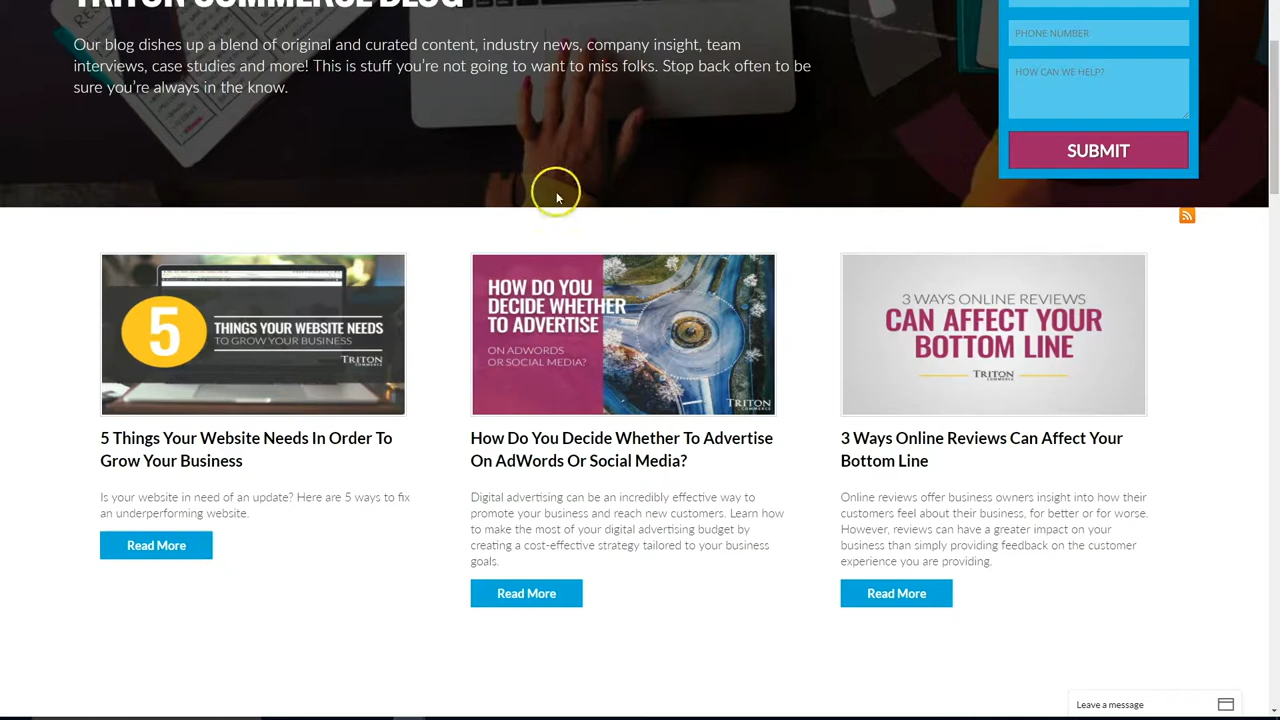 TRITON COMMERCE BLOG
Our blog dishes up a blend of original and curated content, industry news, company insight, team
interviews, case studies and more! This is stuff you're not going to want to miss folks. Stop back often to be
sure you're always in the know.
PHONE NUMBER
HOW CAN WE HELP?
SUBMIT
5
THINGS YOUR WEBSITE NEEDS
TO GROW YOUR BUSINESS
TRITON
COMMERCE
5 Things Your Website Needs In Order To
Grow Your Business
Is your website in need of an update? Here are 5 ways to fix
an underperforming website.
Read More
HOW DO YOU
DECIDE WHETHER
TO ADVERTISE
ON ADWORDS
OR SOCIAL MEDIA?
TRITON
COMMERCE
How Do You Decide Whether To Advertise
On AdWords Or Social Media?
Digital advertising can be an incredibly effective way to
promote your business and reach new customers. Learn how
to make the most of your digital advertising budget by
creating a cost-effective strategy tailored to your business
goals.
Read More
3 WAYS ONLINE REVIEWS
CAN AFFECT YOUR
BOTTOM LINE
TRITON
COMMERCE
3 Ways Online Reviews Can Affect Your
Bottom Line
Online reviews offer business owners insight into how their
customers feel about their business, for better or for worse.
However, reviews can have a greater impact on your
business than simply providing feedback on the customer
experience you are providing.
Read More
Leave a message